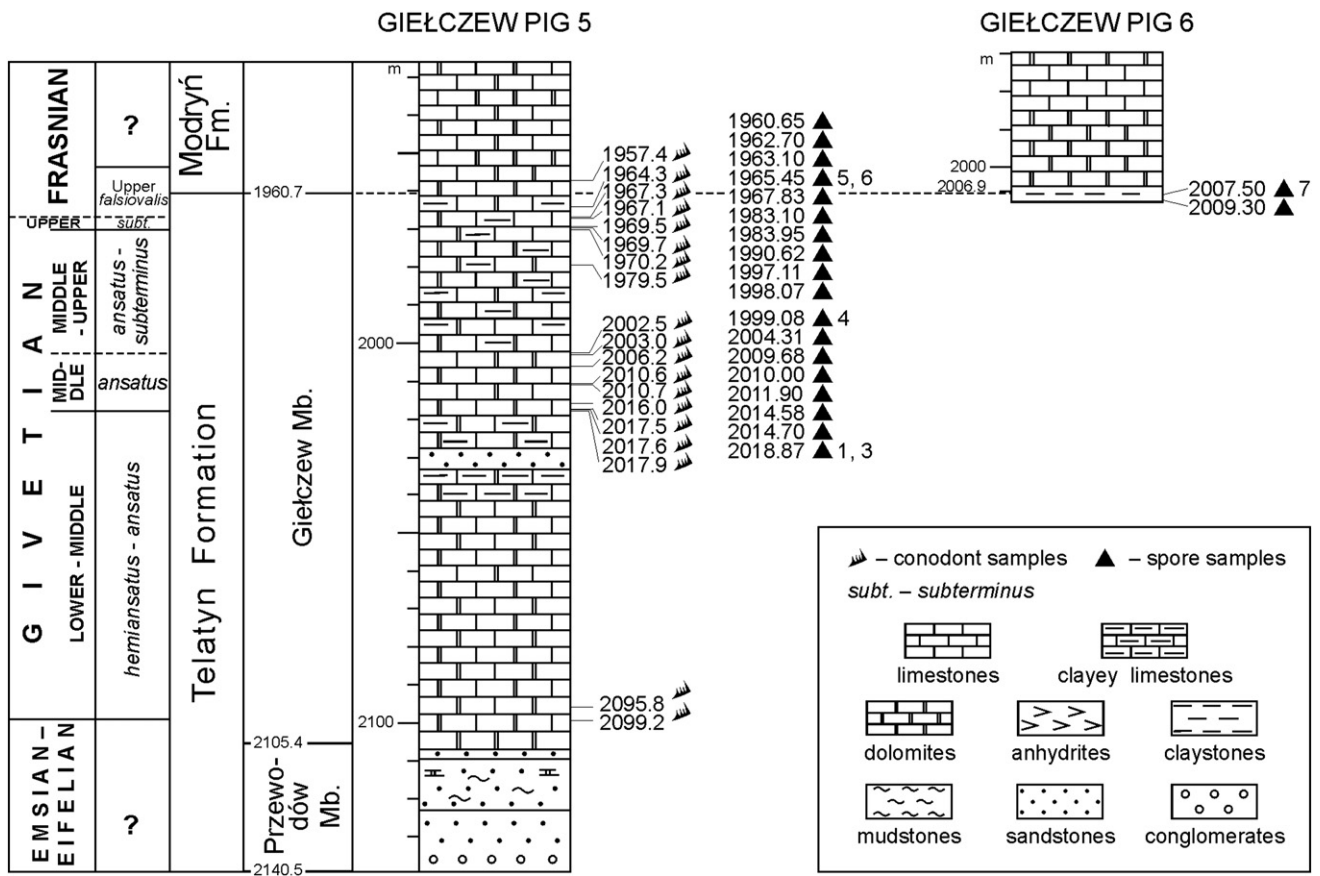 GIEŁCZEW PIG 5
GIEŁCZEW PIG 6
FRASNIAN
?
Upper
falsiovalis
UPPER
subt.
GIVETIAN
MIDDLE
- UPPER
ansatus -
subterminus
MID-
DLE
ansatus
LOWER - MIDDLE
hemiansatus - ansatus
EMSIAN–
EIFELIAN
?
Modryń
Fm.
Telatyn Formation
1960.7
Giełczew Mb.
2105.4
Przewo-
dów
Mb.
2140.5
m
2000
2100
1957.4
1964.3
1967.3
1967.1
1969.5
1969.7
1970.2
1979.5
2002.5
2003.0
2006.2
2010.6
2010.7
2016.0
2017.5
2017.6
2017.9
2095.8
2099.2
1960.65
1962.70
1963.10
1965.45 5, 6
1967.83
1983.10
1983.95
1990.62
1997.11
1998.07
1999.08 4
2004.31
2009.68
2010.00
2011.90
2014.58
2014.70
2018.87 1, 3
m
2000
2006.9
2007.50 7
2009.30
– conodont samples
– spore samples
subt. – subterminus
limestones
clayey limestones
dolomites
anhydrites
claystones
mudstones
sandstones
conglomerates